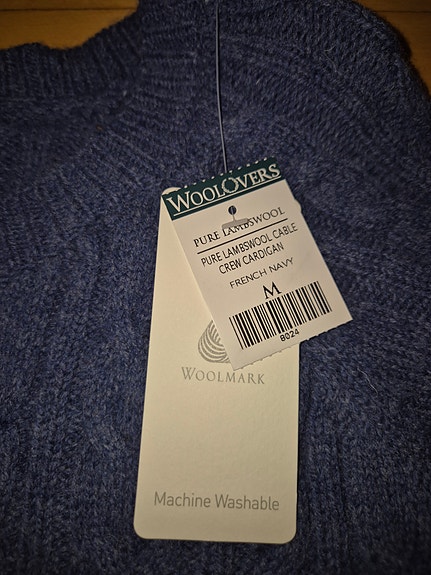 WOOLOVERS
PURE LAMBSWOOL
PURE LAMBSWOOL CABLE
CREW CARDIGAN
FRENCH NAVY
M
8024
WOOLMARK
Machine Washable